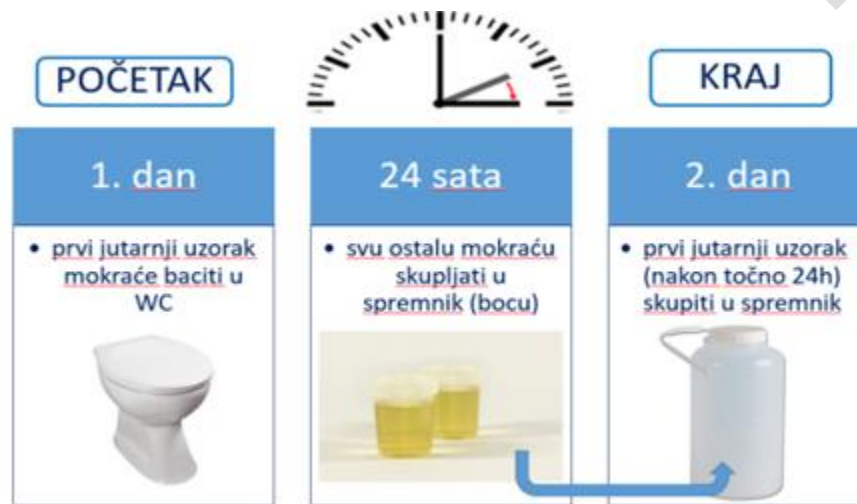 POČETAK
KRAJ
1. dan
24 sata
2. dan
• prvi jutarnji uzorak
mokraće baciti u
WC
• svu ostalu mokraću
skupljati u
spremnik (bocu)
• prvi jutarnji uzorak
(nakon točno 24h)
skupiti u spremnik